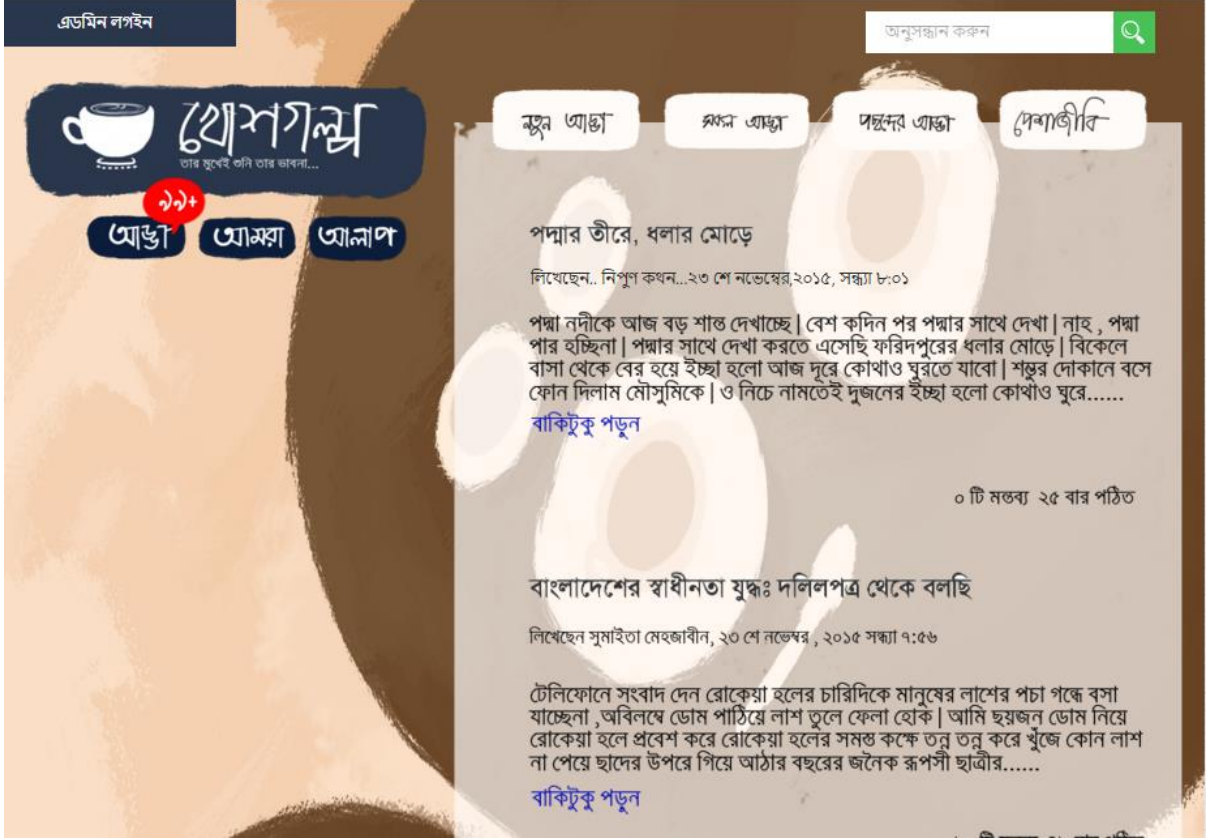 এডমিন লগইন
অনুসন্ধান করুন
খোশগল্প
তার মুখেই শুনি তার ভাবনা...
নতুন আড্ডা
সকল আড্ডা
পছন্দের আড্ডা
পেশাজীবি
৯৯+
আড্ডা
আমরা
আলাপ
পদ্মার তীরে, ধলার মোড়ে
লিখেছেন.. নিপুণ কথন...২৩ শে নভেম্বের,২০১৫, সন্ধ্যা ৮:০১
পদ্মা নদীকে আজ বড় শান্ত দেখাচ্ছে | বেশ কদিন পর পদ্মার সাথে দেখা | নাহ , পদ্মা
পার হচ্ছিনা | পদ্মার সাথে দেখা করতে এসেছি ফরিদপুরের ধলার মোড়ে | বিকেলে
বাসা থেকে বের হয়ে ইচ্ছা হলো আজ দূরে কোথাও ঘুরতে যাবো | শম্ভুর দোকানে বসে
ফোন দিলাম মৌসুমিকে | ও নিচে নামতেই দুজনের ইচ্ছা হলো কোথাও ঘুরে......
বাকিটুকু পড়ুন
০ টি মন্তব্য ২৫ বার পঠিত
বাংলাদেশের স্বাধীনতা যুদ্ধঃ দলিলপত্র থেকে বলছি
লিখেছেন সুমাইতা মেহজাবীন, ২৩ শে নভেম্বর , ২০১৫ সন্ধ্যা ৭:৫৬
টেলিফোনে সংবাদ দেন রোকেয়া হলের চারিদিকে মানুষের লাশের পচা গন্ধে বসা
যাচ্ছেনা ,অবিলম্বে ডোম পাঠিয়ে লাশ তুলে ফেলা হোক | আমি ছয়জন ডোম নিয়ে
রোকেয়া হলে প্রবেশ করে রোকেয়া হলের সমস্ত কক্ষে তন্ন তন্ন করে খুঁজে কোন লাশ
না পেয়ে ছাদের উপরে গিয়ে আঠার বছরের জনৈক রূপসী ছাত্রীর......
বাকিটুকু পড়ুন